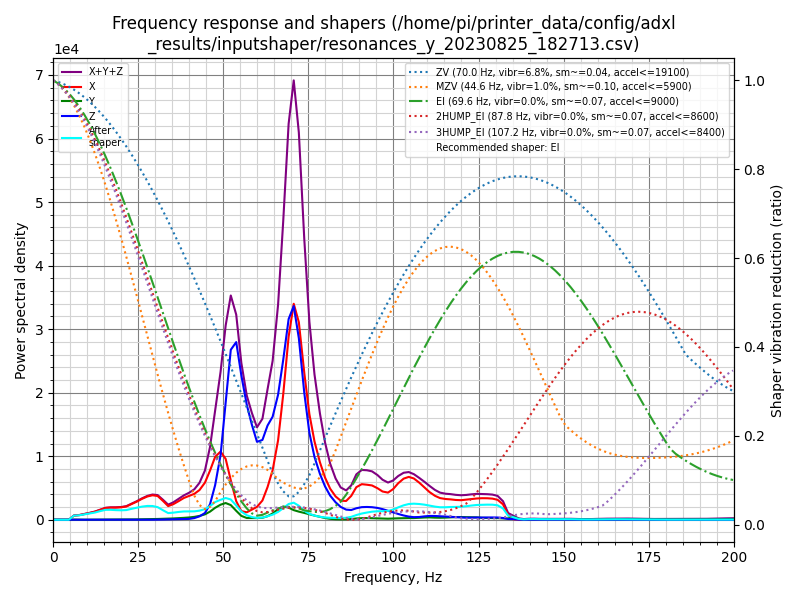 Frequency response and shapers (/home/pi/printer_data/config/adxl
_results/inputshaper/resonances_y_20230825_182713.csv)
1e4
X+Y+Z
X
Y
Z
After
shaper
ZV (70.0 Hz, vibr=6.8%, sm~=0.04, accel<=19100)
MZV (44.6 Hz, vibr=1.0%, sm~=0.10, accel<=5900)
EI (69.6 Hz, vibr=0.0%, sm~=0.07, accel<=9000)
2HUMP_EI (87.8 Hz, vibr=0.0%, sm~=0.07, accel<=8600)
3HUMP_EI (107.2 Hz, vibr=0.0%, sm~=0.07, accel<=8400)
Recommended shaper: EI
Power spectral density
7
6
5
4
3
2
1
0
1.0
0.8
0.6
0.4
0.2
0.0
Shaper vibration reduction (ratio)
0 25 50 75 100 125 150 175 200
Frequency, Hz